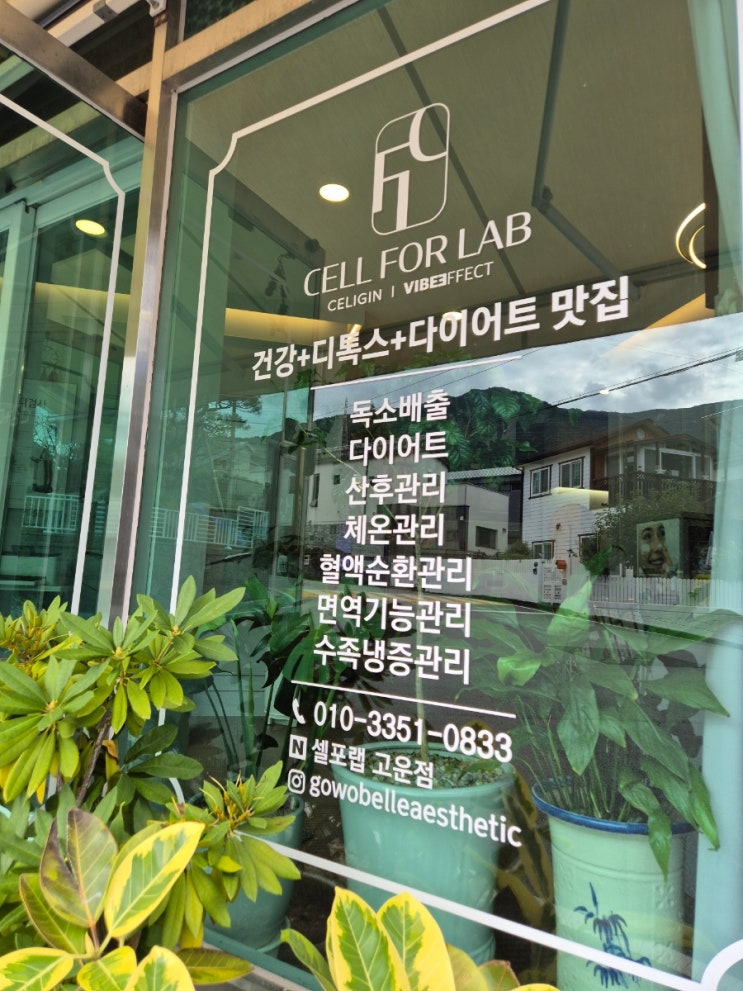 CELL FOR LAB
CELIGIN | VIBEEFFECT
건강+디톡스+다이어트 맛집
독소배출
다이어트
산후관리
체온관리
혈액순환관리
면역기능관리
수족냉증관리
010-3351-0833
N 셀포랩 고운점
gowobelleaesthetic